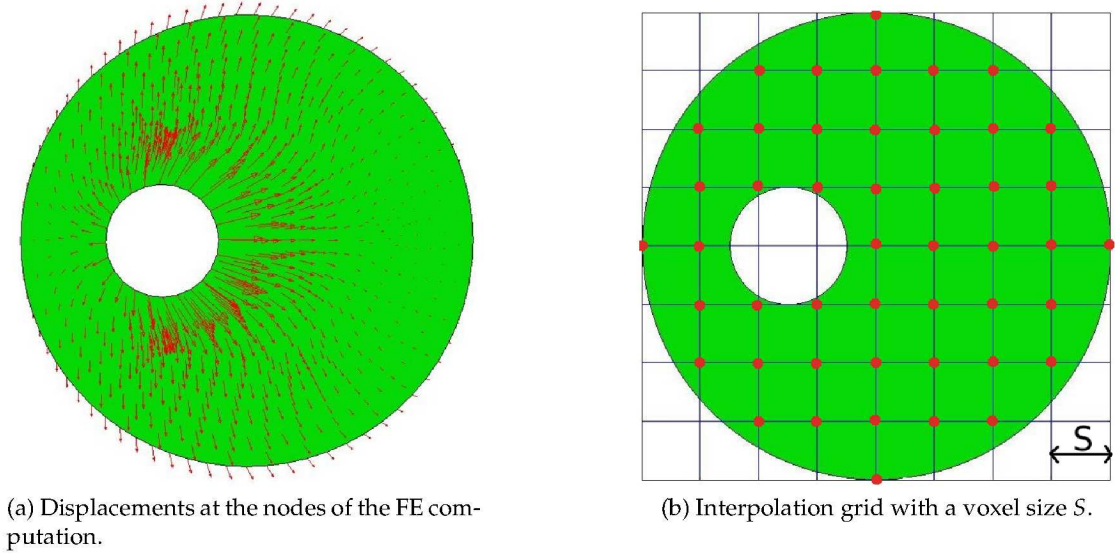 S
(a) Displacements at the nodes of the FE com-
putation.
(b) Interpolation grid with a voxel size S.